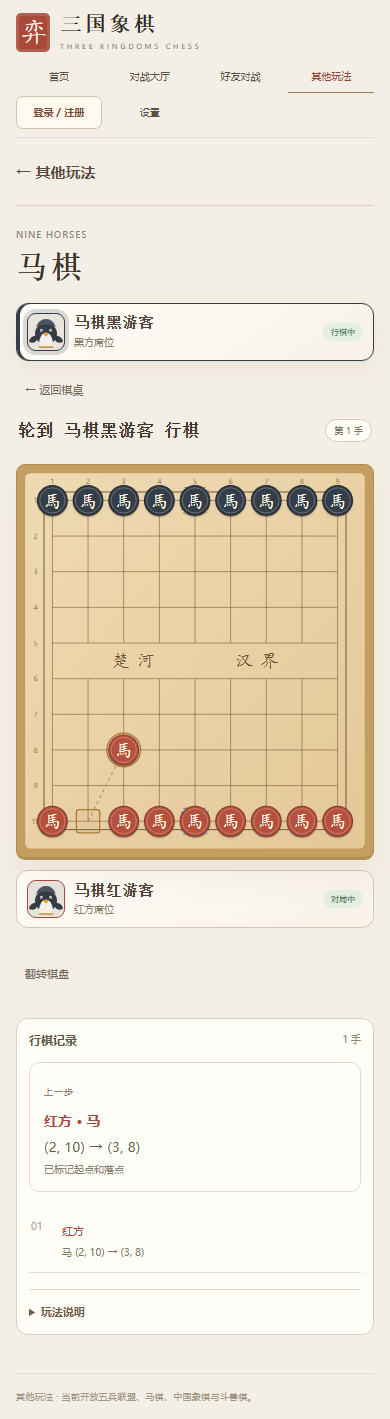 弈
三国象棋
THREE KINGDOMS CHESS
首页 对战大厅 好友对战 其他玩法
登录 / 注册 设置
← 其他玩法
NINE HORSES
马棋
马棋黑游客
黑方席位
行棋中
← 返回棋桌
轮到 马棋黑游客 行棋
第 1 手
1 2 3 4 5 6 7 8 9
馬 馬 馬 馬 馬 馬 馬 馬 馬
2
3
4
5
楚河 汉界
6
7
8 馬
9
馬 馬 馬 馬 馬 馬 馬 馬
马棋红游客
红方席位
对局中
翻转棋盘
行棋记录
1 手
上一步
红方 • 马
(2, 10) → (3, 8)
已标记起点和落点
01 红方
马 (2, 10) → (3, 8)
▶ 玩法说明
其他玩法 · 当前开放五兵联盟、马棋、中国象棋与斗兽棋。